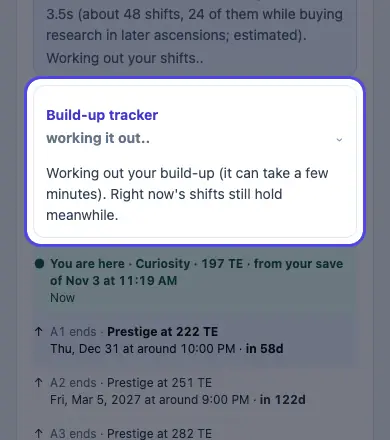 3.5s (about 48 shifts, 24 of them while buying
research in later ascensions; estimated).
Working out your shifts..
Build-up tracker
working it out..
Working out your build-up (it can take a few
minutes). Right now's shifts still hold
meanwhile.
You are here · Curiosity · 197 TE · from your save
of Nov 3 at 11:19 AM
Now
↑ A1 ends · Prestige at 222 TE
Thu, Dec 31 at around 10:00 PM · in 58d
↑ A2 ends · Prestige at 251 TE
Fri, Mar 5, 2027 at around 9:00 PM · in 122d
↑ A3 ends · Prestige at 282 TE